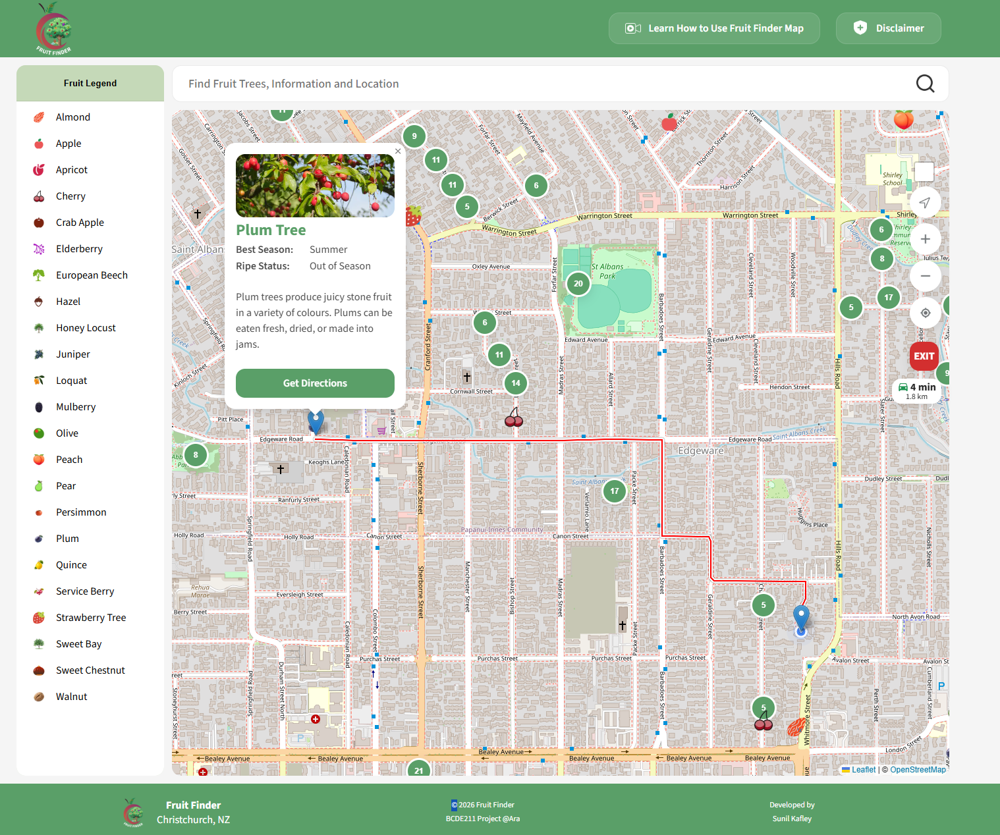 FRUIT FINDER
Learn How to Use Fruit Finder Map
Disclaimer
Fruit Legend
Almond
Apple
Apricot
Cherry
Crab Apple
Elderberry
European Beech
Hazel
Honey Locust
Juniper
Loquat
Mulberry
Olive
Peach
Pear
Persimmon
Plum
Quince
Service Berry
Strawberry Tree
Sweet Bay
Sweet Chestnut
Walnut
Find Fruit Trees, Information and Location
×
Plum Tree
Best Season: Summer
Ripe Status: Out of Season
Plum trees produce juicy stone fruit
in a variety of colours. Plums can be
eaten fresh, dried, or made into
jams.
Get Directions
11
9
11
11
5
6
20
6
11
14
8
17
5
5
21
6
8
17
5
9
Gosset Street
Jacobs Street
Carrington
Forfar Street
Mayfield Avenue
Thornton Street
Harrison Street
Berwick Street
Warrington Street
Warrington Street
Warrington Street
Shirley School
Saint Alban
Oxley Avenue
Forfar Street
St Albans Park
Barbadoes Street
Cleveland Street
Woodville Street
Dudley Creek
Cranford Street
Edward Avenue
Edward Avenue
Geraldine Street
Cleveland Street
Hills Road
Kinloch Street
Cornwall Street
Madras Street
Allard Street
Hendon Street
Slater Street
Pitt Place
Edgeware Road
Edgeware Road
Saint Albans Creek
Edgeware
Keoghs Lane
Caledonian Road
Sherborne Street
Packe Street
Verlamio Lane
Dudley Street
Ranfurly Street
Huggins Place
Papanui-Innes Community
Holly Road
Holly Road
Canon Street
Canon Street
Springfield Road
Manchester Street
Madras Street
Barbadoes Street
Hills Road
Nicholls Street
Rehua Marae
Eversleigh Street
Berry Street
Sherborne Street
Bishop Street
Geraldine Street
North Avon Road
Colombo Street
Caledonian Road
Packe Street
Purchas Street
Purchas Street
Purchas Street
Purchas Street
Avalon Street
Avalon St
Durham Street North
Springfield Road
Stoneyhurst Street
Barbadoes Street
Whitmore Street
Perth Street
Cumberland Street
P
P
London Street
Bealey Avenue
Bealey Avenue
Bealey Avenue
Bealey Avenue
Bealey Avenue
Bealey Avenue
+
−
EXIT
4 min
1.8 km
Leaflet | © OpenStreetMap
FRUIT FINDER
Fruit Finder
Christchurch, NZ
© 2026 Fruit Finder
BCDE211 Project @Ara
Developed by
Sunil Kafley